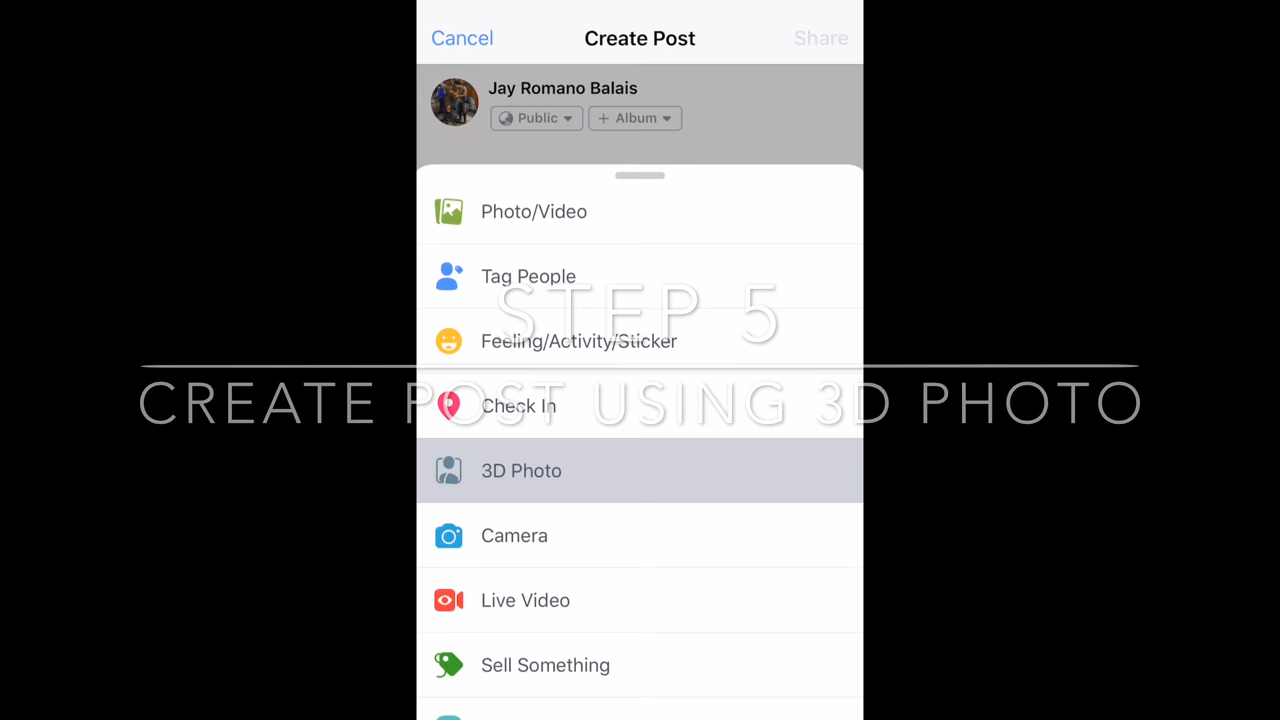 Cancel Create Post Share
Jay Romano Balais
Public + Album
Photo/Video
Tag People
STEP 5
Feeling/Activity/Sticker
CREATE POST USING 3D PHOTO
Check In
3D Photo
Camera
Live Video
Sell Something